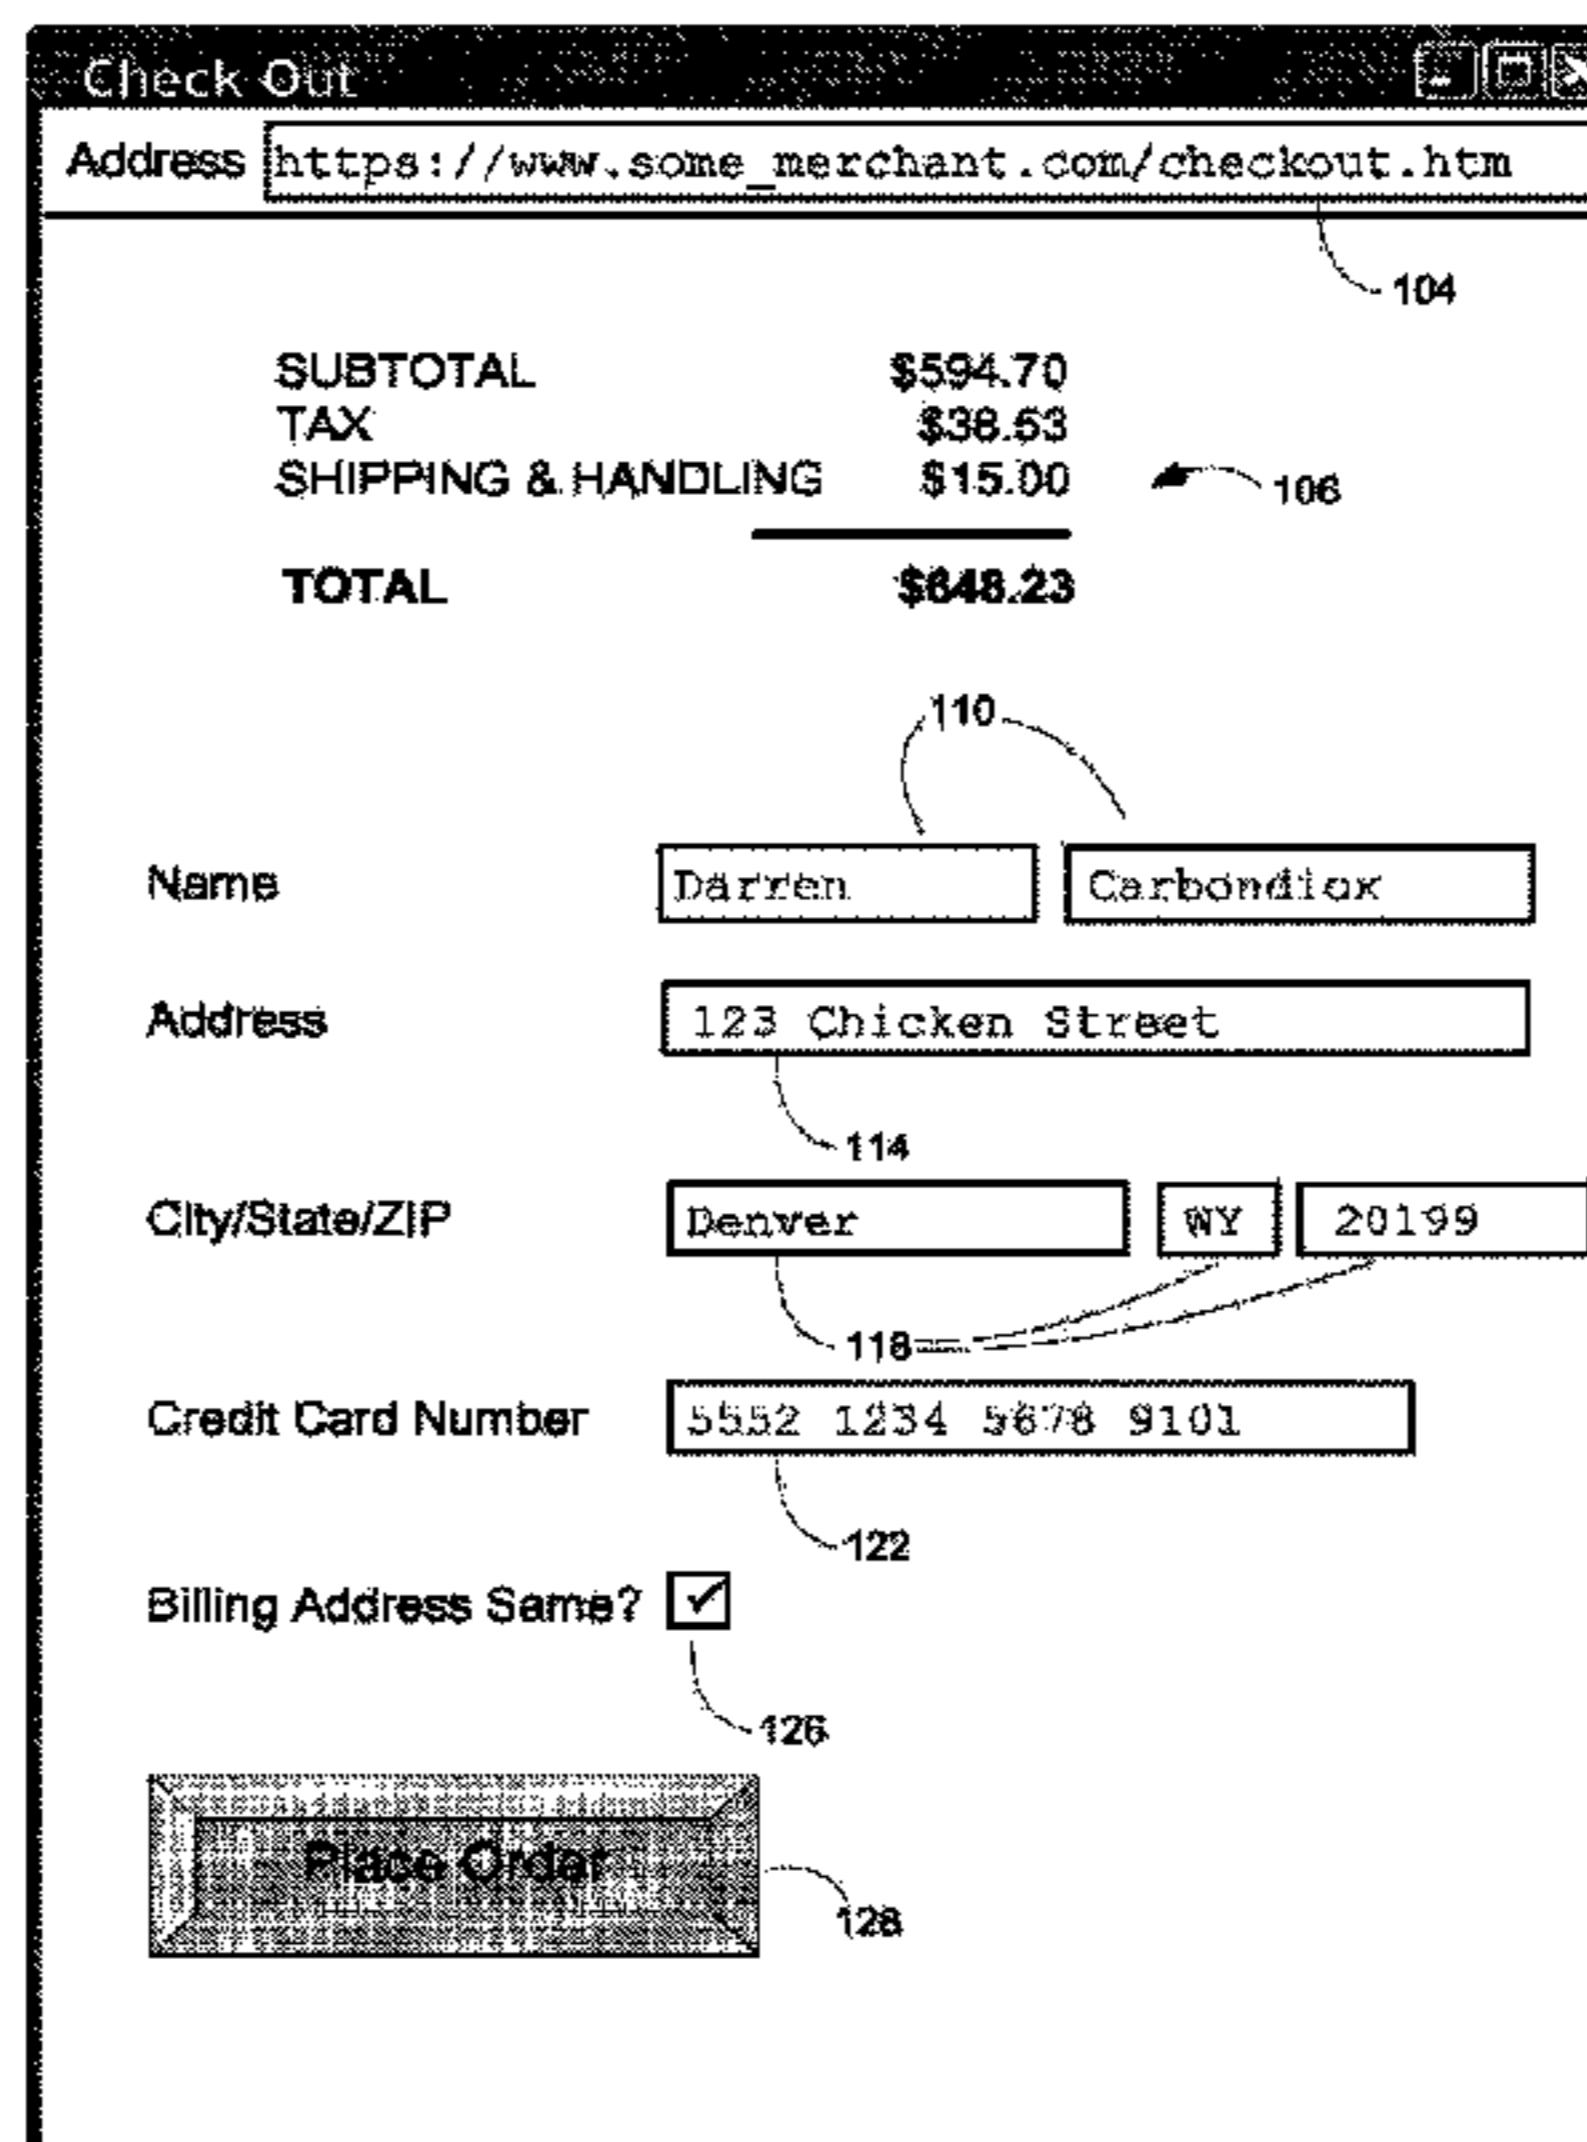 Check Out
Address https://www.some_merchant.com/checkout.htm
104
SUBTOTAL $594.70
TAX $38.53
SHIPPING & HANDLING $15.00
106
TOTAL $648.23
110
Name Darren Carbondiox
Address 123 Chicken Street
114
City/State/ZIP Denver WY 20199
118
Credit Card Number 5552 1234 5678 9101
122
Billing Address Same?
126
Place Order
128